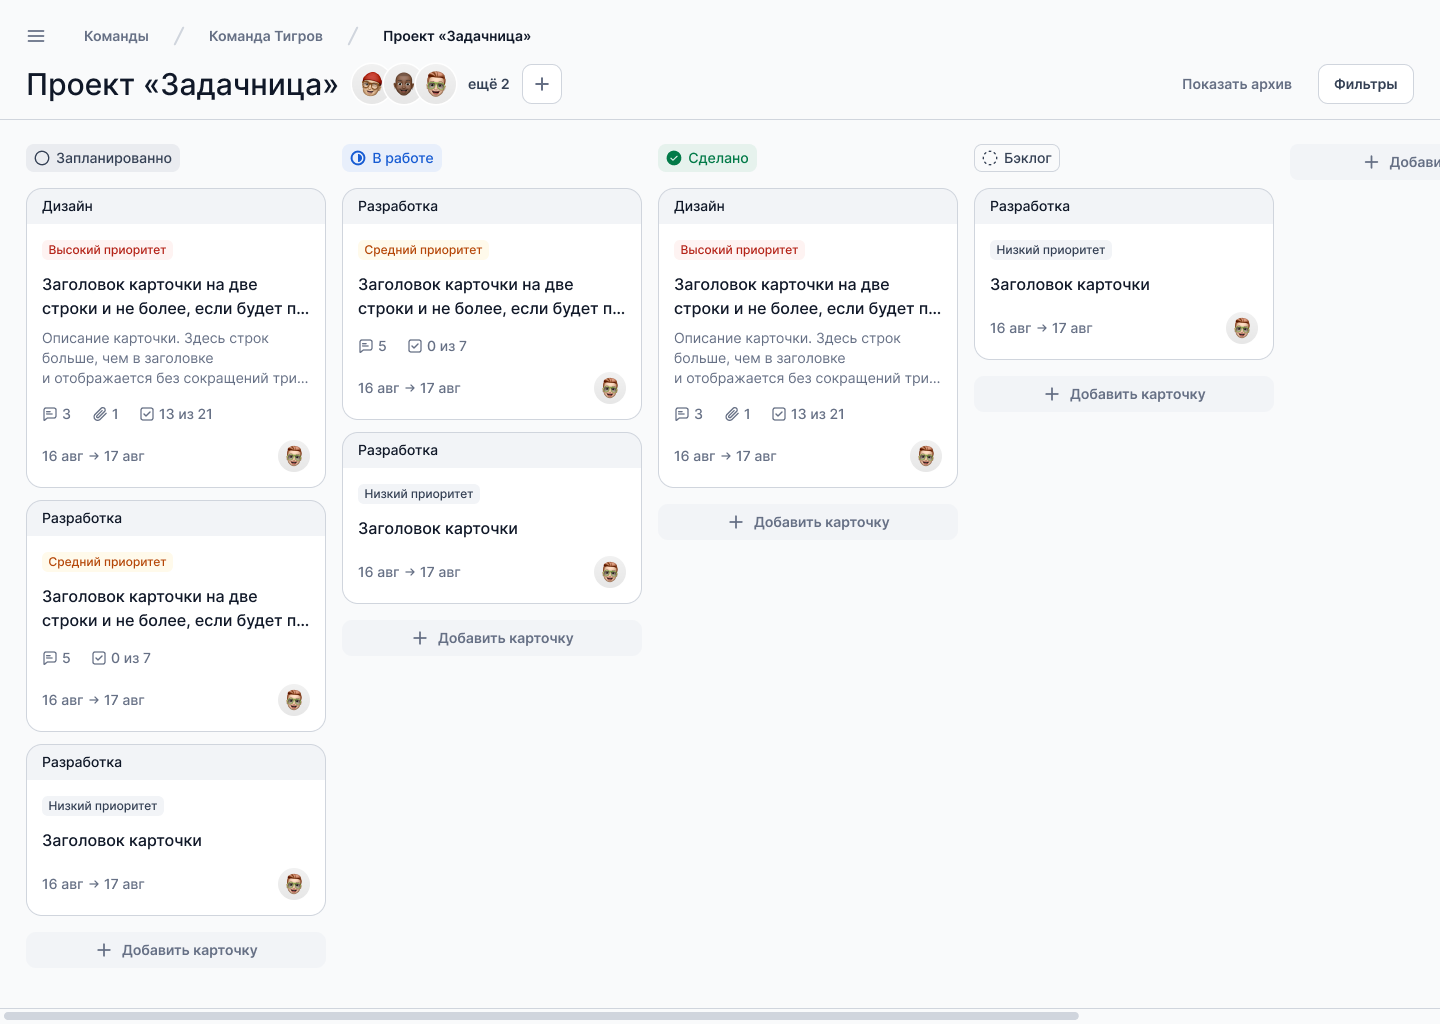 Команды / Команда Тигров / Проект «Задачница»
Проект «Задачница»
ещё 2
Показать архив
Фильтры
Запланированно
Дизайн
Высокий приоритет
Заголовок карточки на две
строки и не более, если будет п...
Описание карточки. Здесь строк
больше, чем в заголовке
и отображается без сокращений три...
3 1 13 из 21
16 авг → 17 авг
Разработка
Средний приоритет
Заголовок карточки на две
строки и не более, если будет п...
5 0 из 7
16 авг → 17 авг
Разработка
Низкий приоритет
Заголовок карточки
16 авг → 17 авг
Добавить карточку
В работе
Разработка
Средний приоритет
Заголовок карточки на две
строки и не более, если будет п...
5 0 из 7
16 авг → 17 авг
Разработка
Низкий приоритет
Заголовок карточки
16 авг → 17 авг
Добавить карточку
Сделано
Дизайн
Высокий приоритет
Заголовок карточки на две
строки и не более, если будет п...
Описание карточки. Здесь строк
больше, чем в заголовке
и отображается без сокращений три...
3 1 13 из 21
16 авг → 17 авг
Добавить карточку
Бэклог
Разработка
Низкий приоритет
Заголовок карточки
16 авг → 17 авг
Добавить карточку